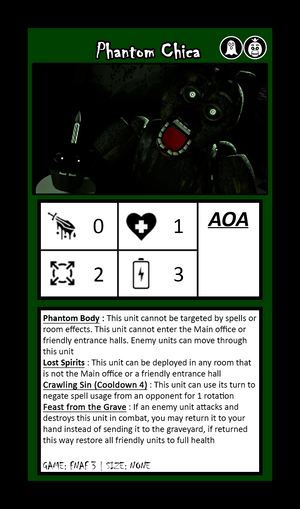 Phantom Chica
0
1
AOA
2
3
Phantom Body : This unit cannot be targeted by spells or
room effects. This unit cannot enter the Main office or
friendly entrance halls. Enemy units can move through
this unit
Lost Spirits : This unit can be deployed in any room that
is not the Main office or a friendly entrance hall
Crawling Sin (Cooldown 4) : This unit can use its turn to
negate spell usage from an opponent for 1 rotation
Feast from the Grave : If an enemy unit attacks and
destroys this unit in combat, you may return it to your
hand instead of sending it to the graveyard, if returned
this way restore all friendly units to full health
GAME: FNAF 3 | SIZE: NONE